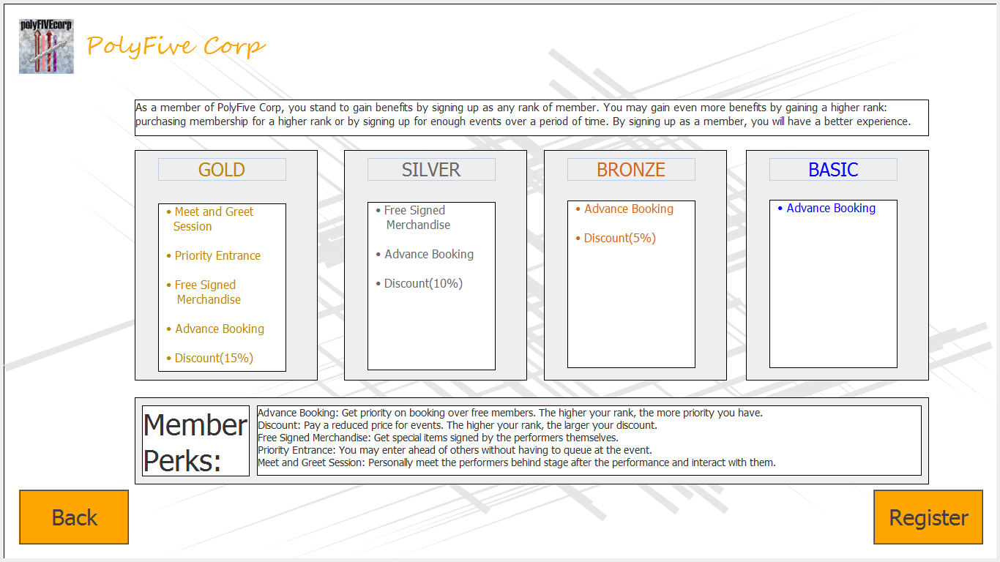 polyFIVEcorp
PolyFive Corp
As a member of PolyFive Corp, you stand to gain benefits by signing up as any rank of member. You may gain even more benefits by gaining a higher rank:
purchasing membership for a higher rank or by signing up for enough events over a period of time. By signing up as a member, you will have a better experience.
GOLD
• Meet and Greet
Session
• Priority Entrance
• Free Signed
Merchandise
• Advance Booking
• Discount(15%)
SILVER
• Free Signed
Merchandise
• Advance Booking
• Discount(10%)
BRONZE
• Advance Booking
• Discount(5%)
BASIC
• Advance Booking
Member
Perks:
Advance Booking: Get priority on booking over free members. The higher your rank, the more priority you have.
Discount: Pay a reduced price for events. The higher your rank, the larger your discount.
Free Signed Merchandise: Get special items signed by the performers themselves.
Priority Entrance: You may enter ahead of others without having to queue at the event.
Meet and Greet Session: Personally meet the performers behind stage after the performance and interact with them.
Back
Register